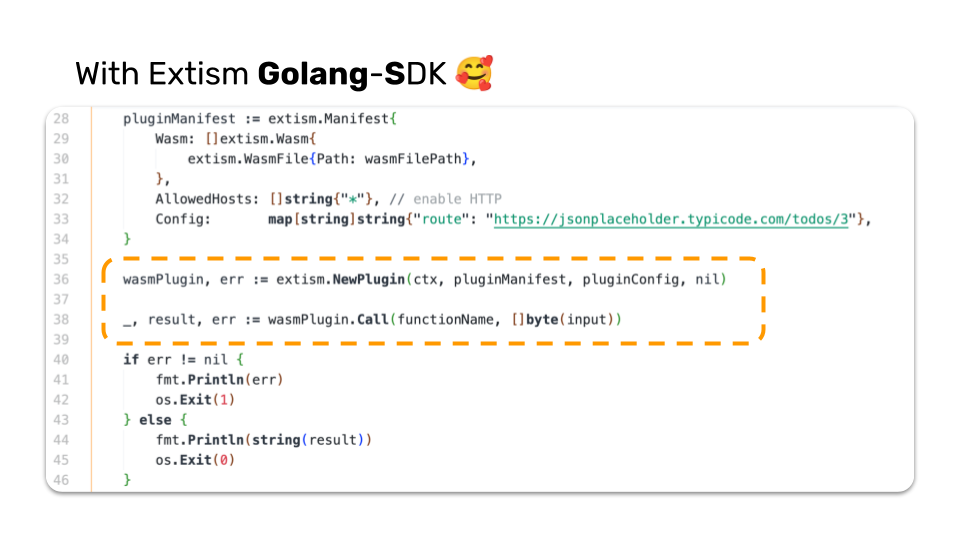 With Extism Golang-SDK 🥰
28 pluginManifest := extism.Manifest{
29     Wasm: []extism.Wasm{
30         extism.WasmFile{Path: wasmFilePath},
31     },
32     AllowedHosts: []string{"*"}, // enable HTTP
33     Config:       map[string]string{"route": "https://jsonplaceholder.typicode.com/todos/3"},
34 }
35
36 wasmPlugin, err := extism.NewPlugin(ctx, pluginManifest, pluginConfig, nil)
37
38 _, result, err := wasmPlugin.Call(functionName, []byte(input))
39
40 if err != nil {
41     fmt.Println(err)
42     os.Exit(1)
43 } else {
44     fmt.Println(string(result))
45     os.Exit(0)
46 }